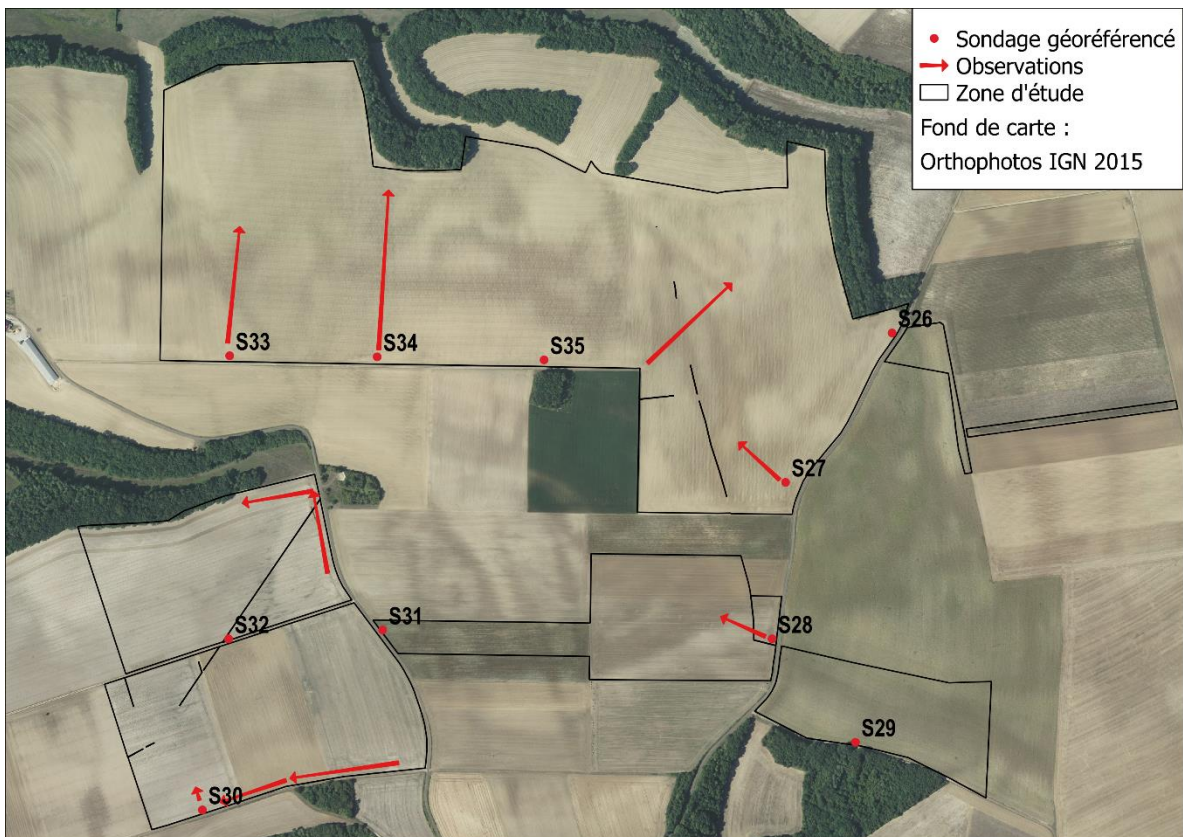 Sondage géoréférencé
Observations
Zone d'étude
Fond de carte :
Orthophotos IGN 2015
S26
S33
S34
S35
S27
S31
S32
S28
S29
S30